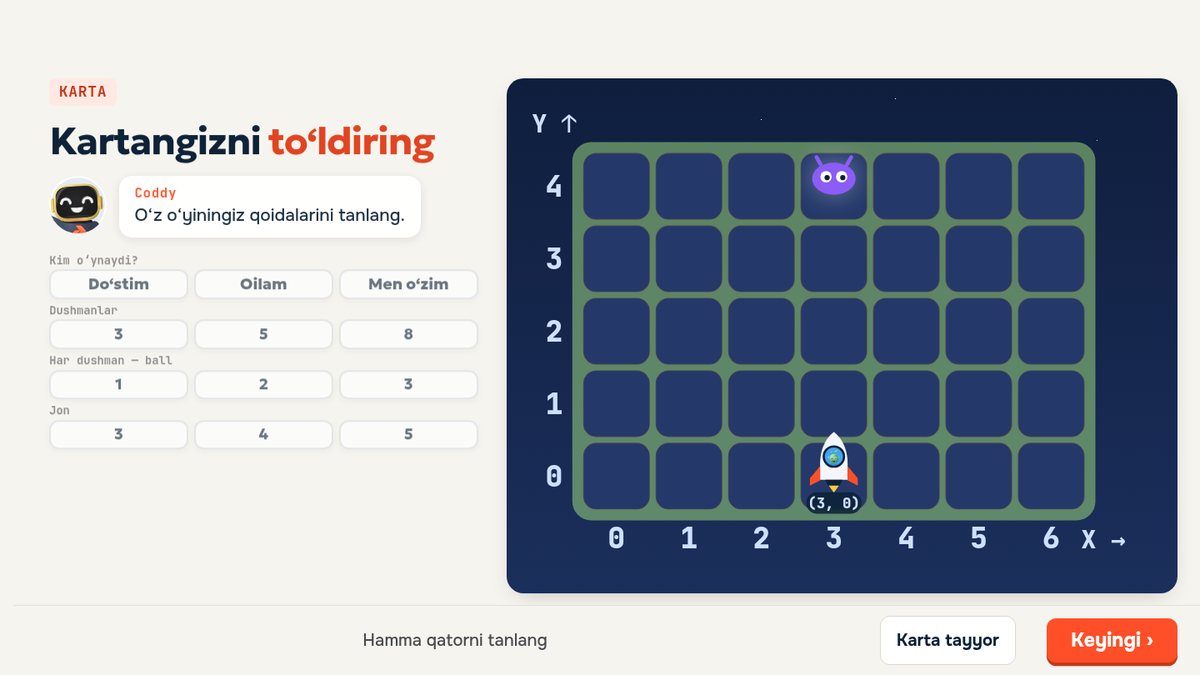 KARTA
Kartangizni to‘ldiring
Coddy
O‘z o‘yiningiz qoidalarini tanlang.
Kim o‘ynaydi?
Do‘stim Oilam Men o‘zim
Dushmanlar
3 5 8
Har dushman — ball
1 2 3
Jon
3 4 5
Y ↑
4
3
2
1
0
(3, 0)
0 1 2 3 4 5 6 X →
Hamma qatorni tanlang
Karta tayyor
Keyingi ›